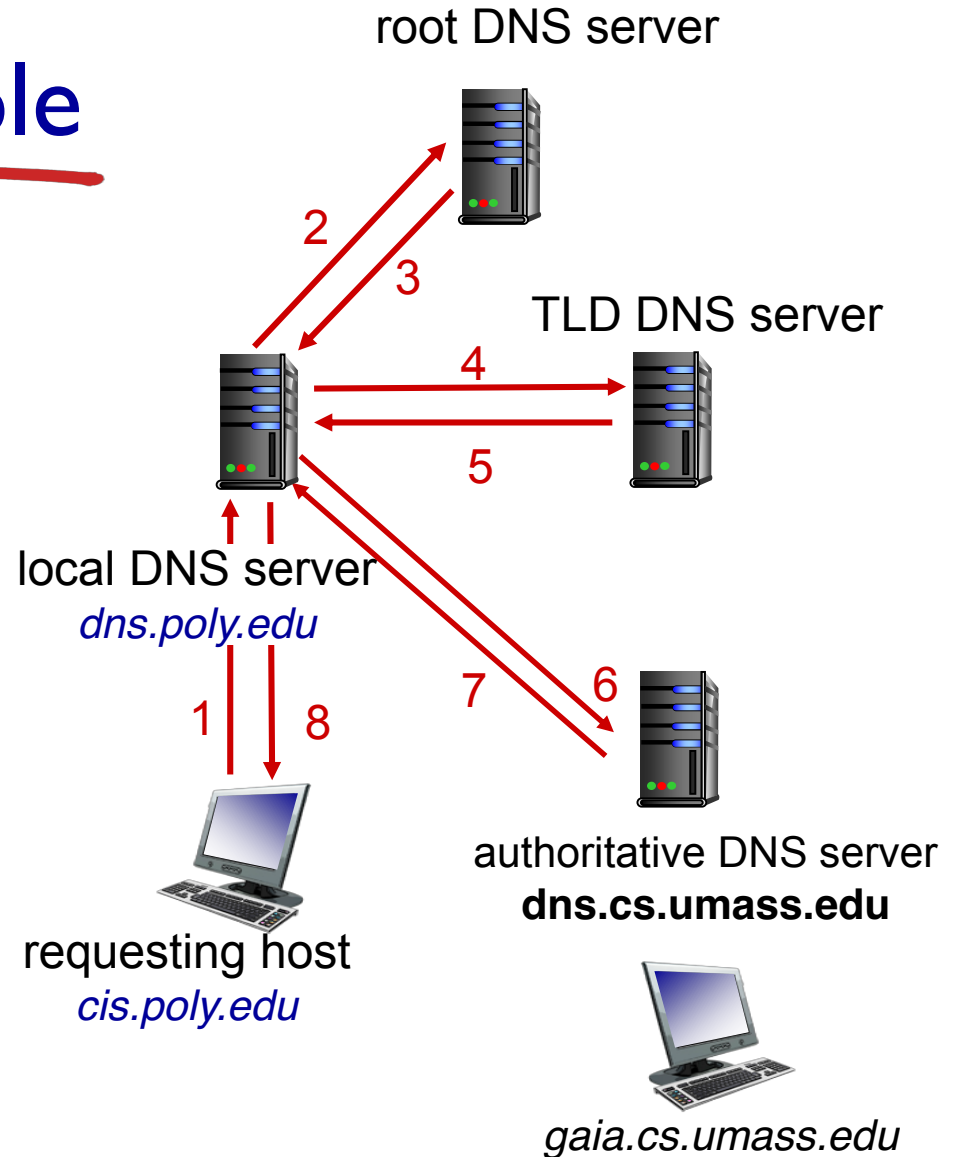 root DNS server
ole
2
3
TLD DNS server
4
5
local DNS server
dns.poly.edu
1
8
7
6
authoritative DNS server
dns.cs.umass.edu
requesting host
cis.poly.edu
gaia.cs.umass.edu